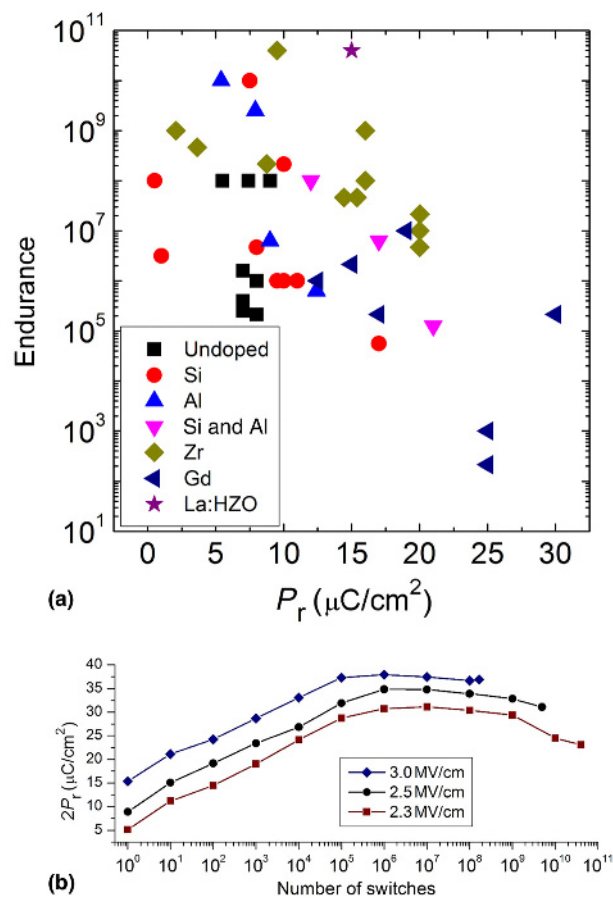 10^11
10^9
10^7
10^5
10^3
10^1
Endurance
Undoped
Si
Al
Si and Al
Zr
Gd
La:HZO
0 5 10 15 20 25 30
(a)
P_r (μC/cm^2)
40
35
30
25
20
15
10
5
2P_r (μC/cm^2)
3.0 MV/cm
2.5 MV/cm
2.3 MV/cm
10^0 10^1 10^2 10^3 10^4 10^5 10^6 10^7 10^8 10^9 10^10 10^11
(b)
Number of switches